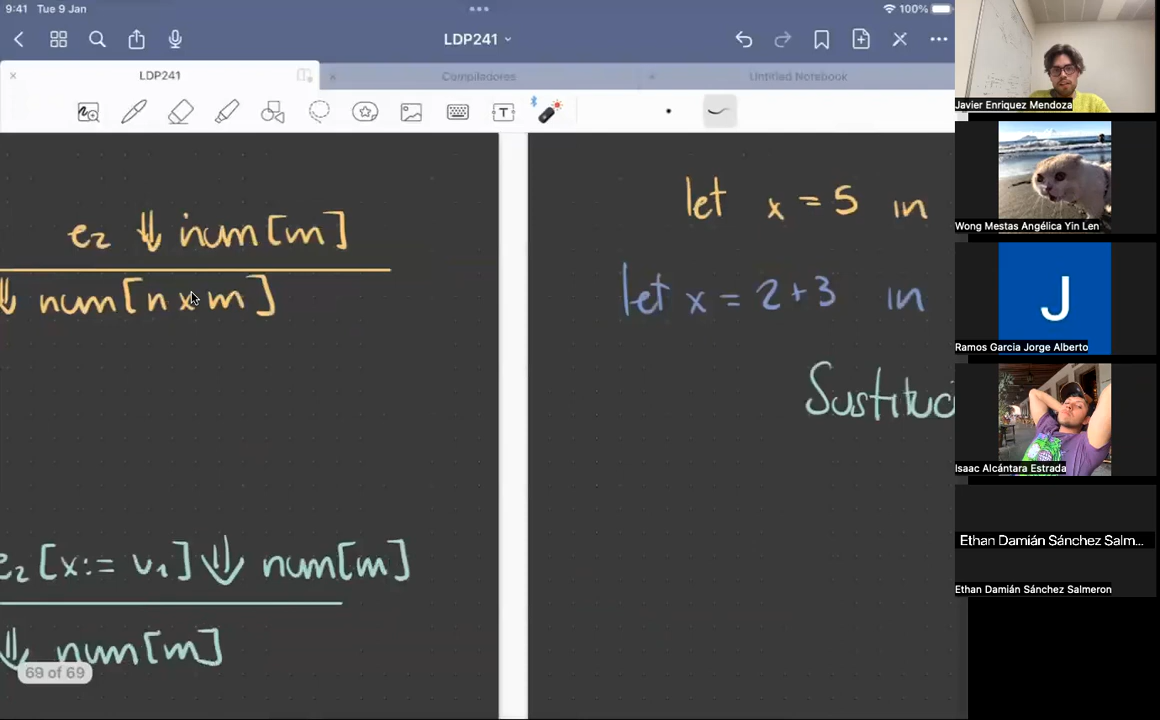 9:41 Tue 9 Jan
100%
LDP241
LDP241
Compiladores
Untitled Notebook
T
e₂ ⇓ num[m]
⇓ num[n x m]
e₂[x:= v₁] ⇓ num[m]
⇓ num[m]
69 of 69
let x = 5 in
let x = 2+3 in
Sustituc
Javier Enriquez Mendoza
Wong Mestas Angélica Yin Len
J
Ramos Garcia Jorge Alberto
Isaac Alcántara Estrada
Ethan Damián Sánchez Salm...
Ethan Damián Sánchez Salmeron